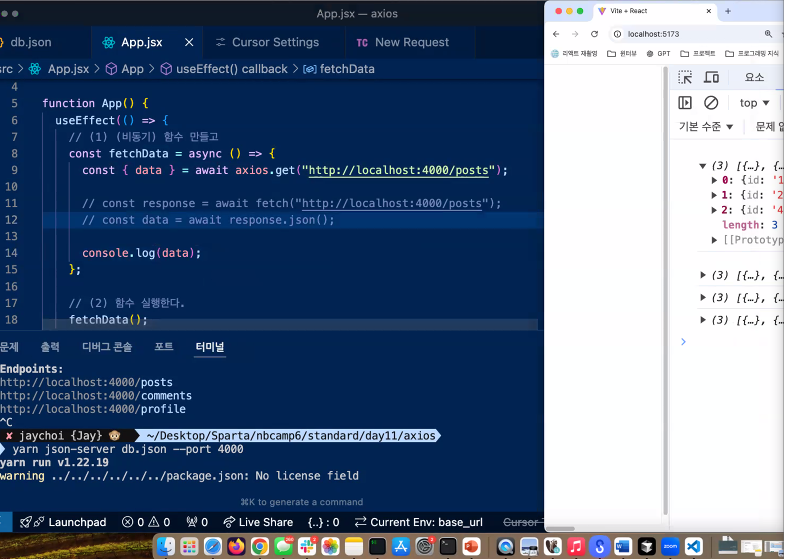 App.jsx — axios
db.json
App.jsx
Cursor Settings
TC New Request
src > App.jsx > App > useEffect() callback > fetchData
4
5 function App() {
6 useEffect(() => {
7 // (1) (비동기) 함수 만들고
8 const fetchData = async () => {
9 const { data } = await axios.get("http://localhost:4000/posts");
10
11 // const response = await fetch("http://localhost:4000/posts");
12 // const data = await response.json();
13
14 console.log(data);
15 };
16
17 // (2) 함수 실행한다.
18 fetchData();
문제 출력 디버그 콘솔 포트 터미널
Endpoints:
http://localhost:4000/posts
http://localhost:4000/comments
http://localhost:4000/profile
^C
✘ jaychoi {Jay} 🐵 ~/Desktop/Sparta/nbcamp6/standard/day11/axios
yarn json-server db.json --port 4000
yarn run v1.22.19
warning ../../../../../../package.json: No license field
⌘K to generate a command
Launchpad 0 0 0 Live Share {..} : 0 Current Env: base_url Cursor
Vite + React
localhost:5173
리액트 재촬영 원티뷰 GPT 프로젝트 프로그래밍 지식
요소
top ▼
기본 수준 ▼ 문제 없
▼ (3) [{…}, {…
▶ 0: {id: '1
▶ 1: {id: '2
▶ 2: {id: '4
length: 3
▶ [[Prototyp
▶ (3) [{…}, {…
▶ (3) [{…}, {…
▶ (3) [{…}, {…
zoom